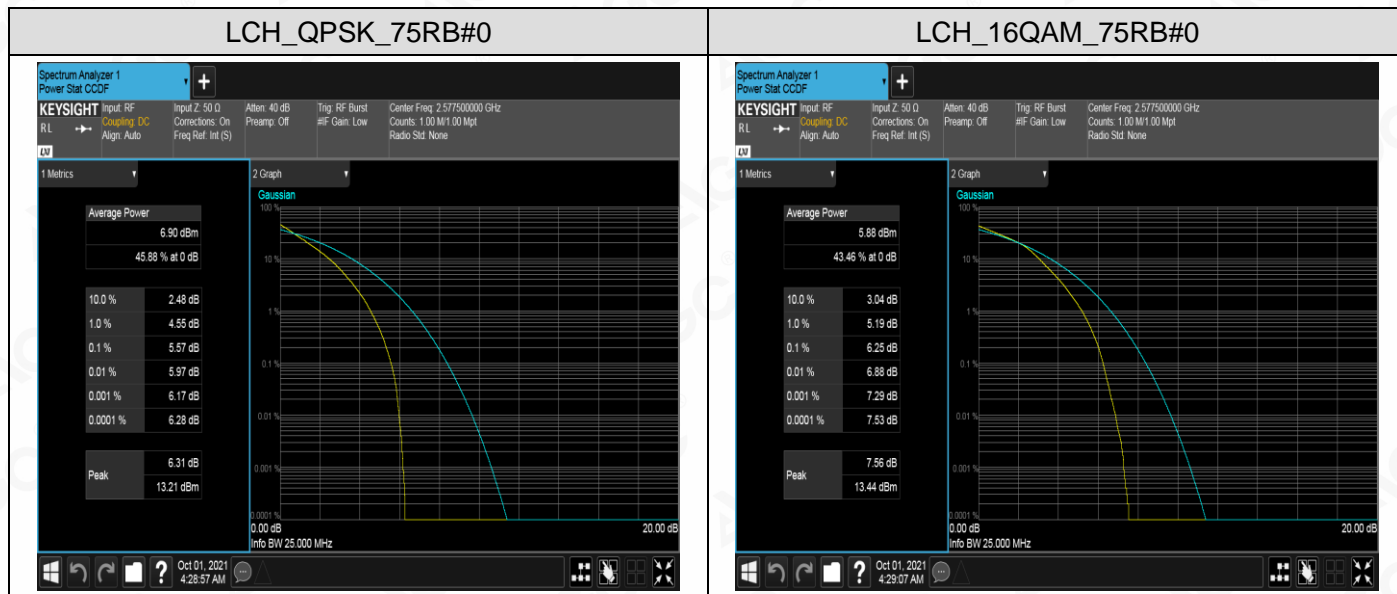 LCH_QPSK_75RB#0
Spectrum Analyzer 1
Power Stat CCDF
+
KEYSIGHT
RL
LXI
Input: RF
Coupling: DC
Align: Auto
Input Z: 50 Ω
Corrections: On
Freq Ref: Int (S)
Atten: 40 dB
Preamp: Off
Trig: RF Burst
#IF Gain: Low
Center Freq: 2.577500000 GHz
Counts: 1.00 M/1.00 Mpt
Radio Std: None
1 Metrics
Average Power
6.90 dBm
45.88 % at 0 dB
10.0 % 2.48 dB
1.0 % 4.55 dB
0.1 % 5.57 dB
0.01 % 5.97 dB
0.001 % 6.17 dB
0.0001 % 6.28 dB
Peak
6.31 dB
13.21 dBm
2 Graph
Gaussian
100 %
10 %
1 %
0.1 %
0.01 %
0.001 %
0.0001 %
0.00 dB
20.00 dB
Info BW 25.000 MHz
?
Oct 01, 2021
4:28:57 AM
LCH_16QAM_75RB#0
Spectrum Analyzer 1
Power Stat CCDF
+
KEYSIGHT
RL
LXI
Input: RF
Coupling: DC
Align: Auto
Input Z: 50 Ω
Corrections: On
Freq Ref: Int (S)
Atten: 40 dB
Preamp: Off
Trig: RF Burst
#IF Gain: Low
Center Freq: 2.577500000 GHz
Counts: 1.00 M/1.00 Mpt
Radio Std: None
1 Metrics
Average Power
5.88 dBm
43.46 % at 0 dB
10.0 % 3.04 dB
1.0 % 5.19 dB
0.1 % 6.25 dB
0.01 % 6.88 dB
0.001 % 7.29 dB
0.0001 % 7.53 dB
Peak
7.56 dB
13.44 dBm
2 Graph
Gaussian
100 %
10 %
1 %
0.1 %
0.01 %
0.001 %
0.0001 %
0.00 dB
20.00 dB
Info BW 25.000 MHz
?
Oct 01, 2021
4:29:07 AM